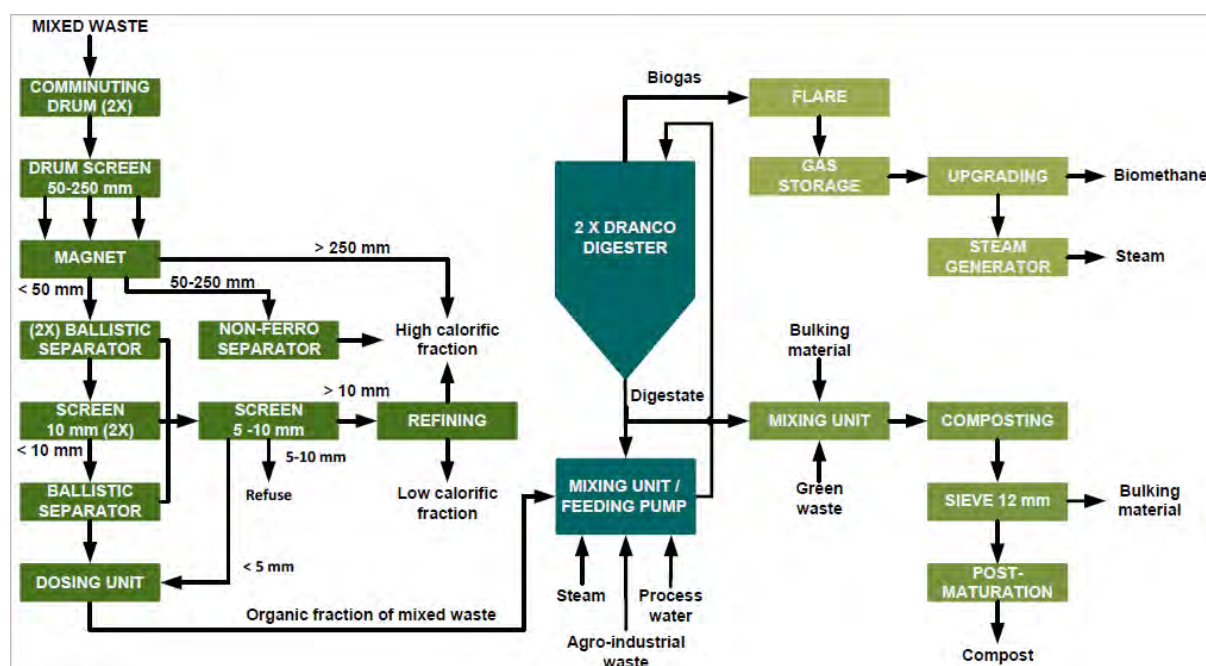 MIXED WASTE
COMMINUTING
DRUM (2X)
DRUM SCREEN
50-250 mm
MAGNET
> 250 mm
< 50 mm
50-250 mm
(2X) BALLISTIC
SEPARATOR
NON-FERRO
SEPARATOR
High calorific
fraction
> 10 mm
SCREEN
10 mm (2X)
SCREEN
5 -10 mm
REFINING
< 10 mm
5-10 mm
Refuse
Low calorific
fraction
BALLISTIC
SEPARATOR
< 5 mm
DOSING UNIT
Organic fraction of mixed waste
Biogas
FLARE
GAS
STORAGE
UPGRADING
Biomethane
STEAM
GENERATOR
Steam
2 X DRANCO
DIGESTER
Digestate
Bulking
material
MIXING UNIT
COMPOSTING
Green
waste
SIEVE 12 mm
Bulking
material
POST-
MATURATION
Compost
MIXING UNIT /
FEEDING PUMP
Steam
Process
water
Agro-industrial
waste